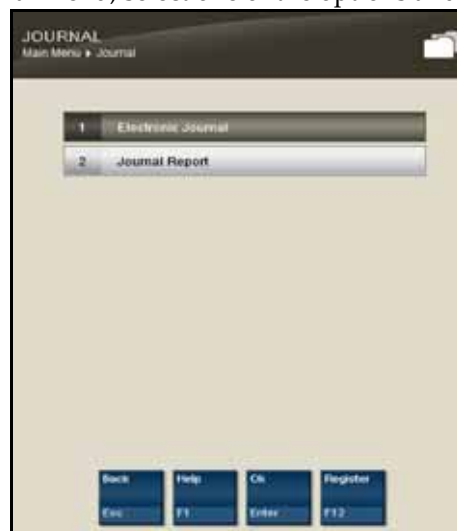 JOURNAL
Main Menu ▸ Journal
1 Electronic Journal
2 Journal Report
Back Help Ok Register
Esc F1 Enter F12